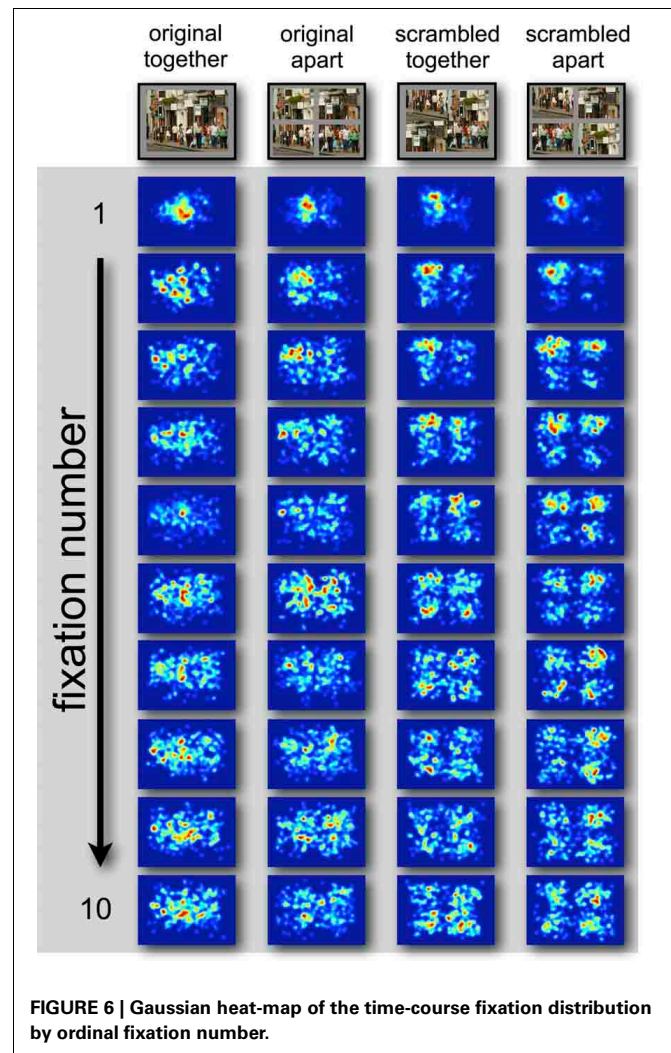 original together
original apart
scrambled together
scrambled apart
1
fixation number
10
FIGURE 6 | Gaussian heat-map of the time-course fixation distribution
by ordinal fixation number.